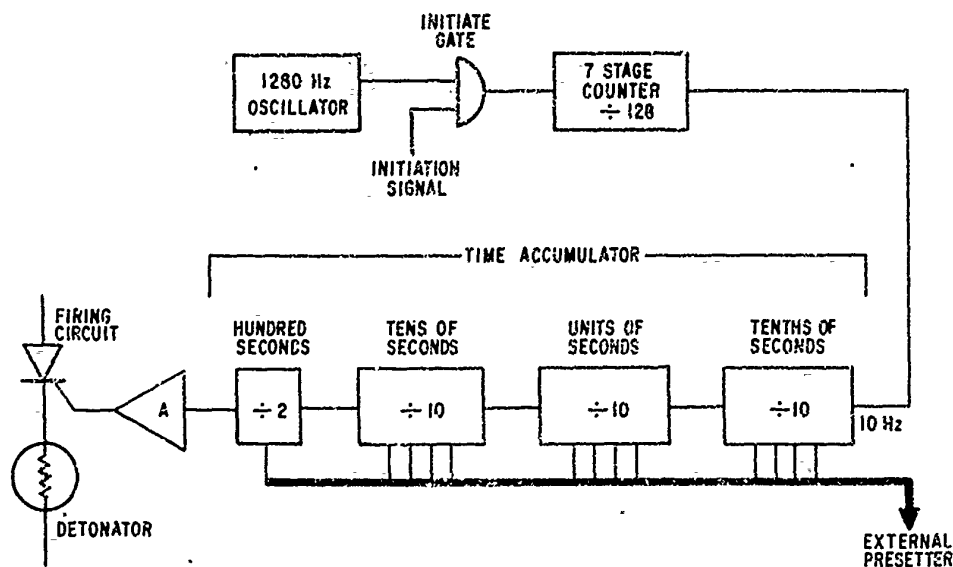 INITIATE
GATE
1280 Hz
OSCILLATOR
7 STAGE
COUNTER
÷ 128
INITIATION
SIGNAL
TIME ACCUMULATOR
FIRING
CIRCUIT
HUNDRED
SECONDS
TENS OF
SECONDS
UNITS OF
SECONDS
TENTHS OF
SECONDS
A
÷ 2
÷ 10
÷ 10
÷ 10
10 Hz
DETONATOR
EXTERNAL
PRESETTER